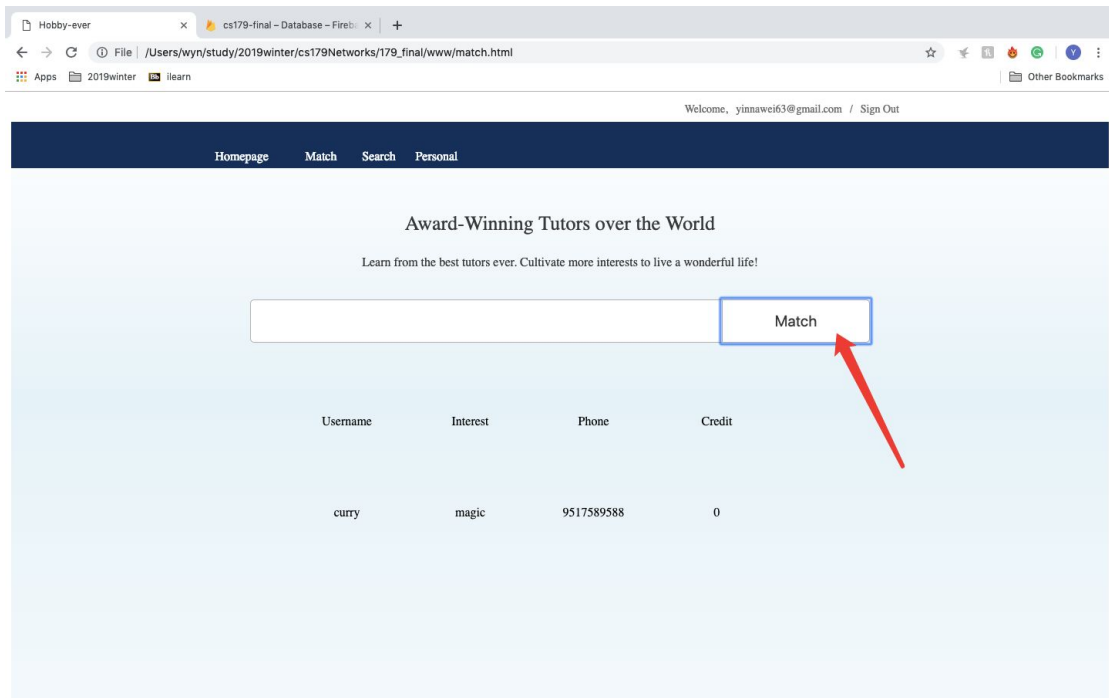 Hobby-ever
cs179-final – Database – Fireb
File /Users/wyn/study/2019winter/cs179Networks/179_final/www/match.html
Apps 2019winter Bb ilearn Other Bookmarks
Welcome, yinnawei63@gmail.com / Sign Out
Homepage Match Search Personal
Award-Winning Tutors over the World
Learn from the best tutors ever. Cultivate more interests to live a wonderful life!
Match
Username Interest Phone Credit
curry magic 9517589588 0